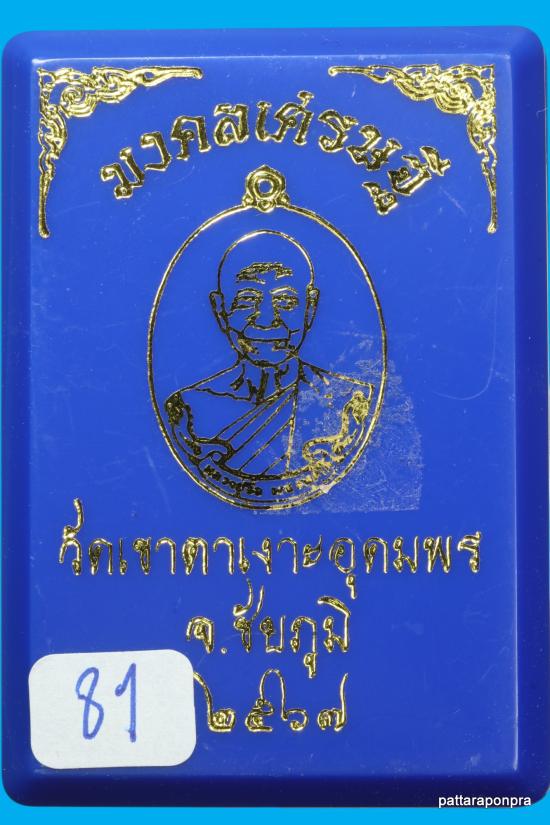 มงคลเศรษฐี
วัดเขาตาเงาะอุดมพร
จ.ชัยภูมิ
๒๕๖๗
81
pattaraponpra